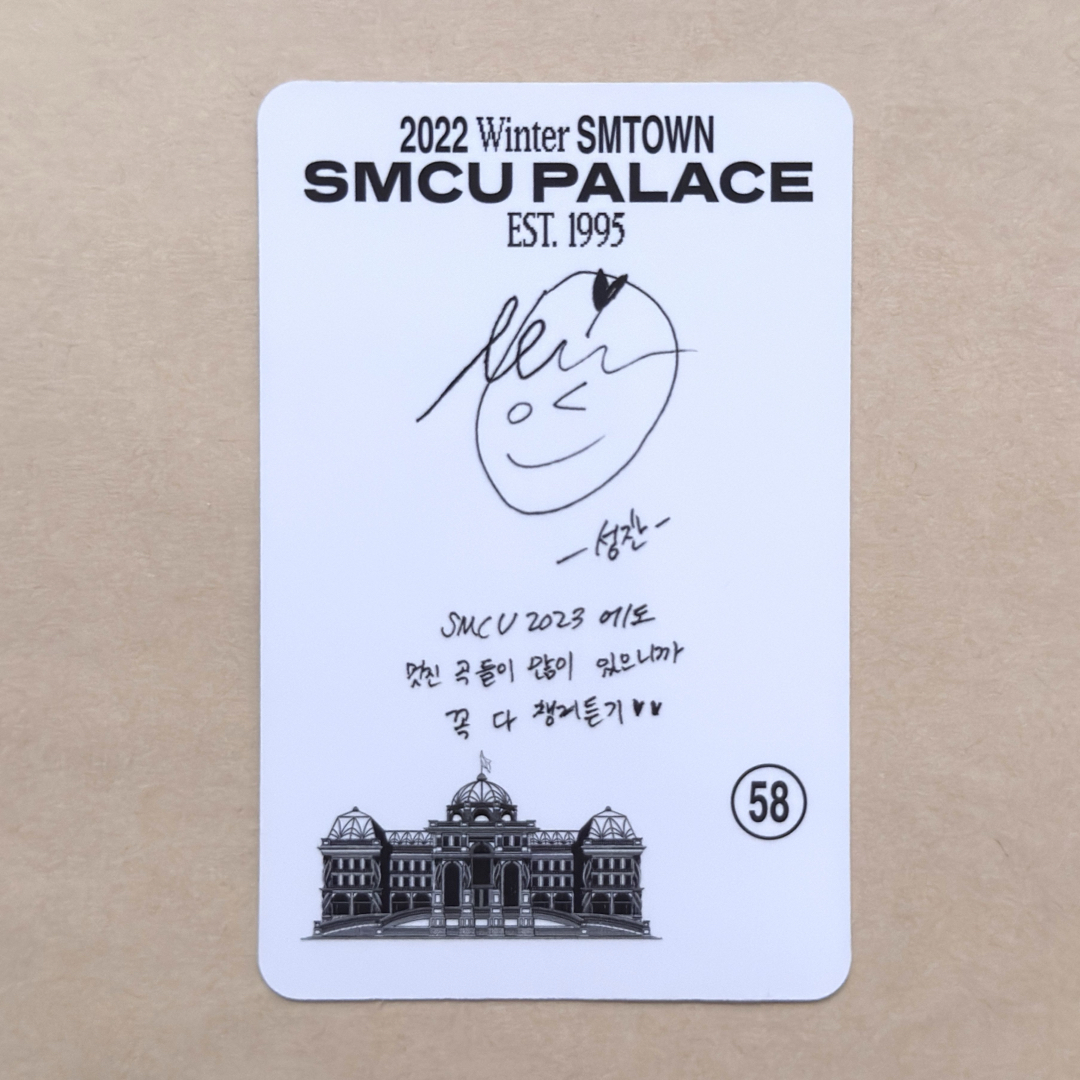 2022 Winter SMTOWN
SMCU PALACE
EST. 1995
-성찬-
SMCU 2023 에도
멋진 곡들이 많이 있으니까
꼭 다 챙겨듣기♥♥
58